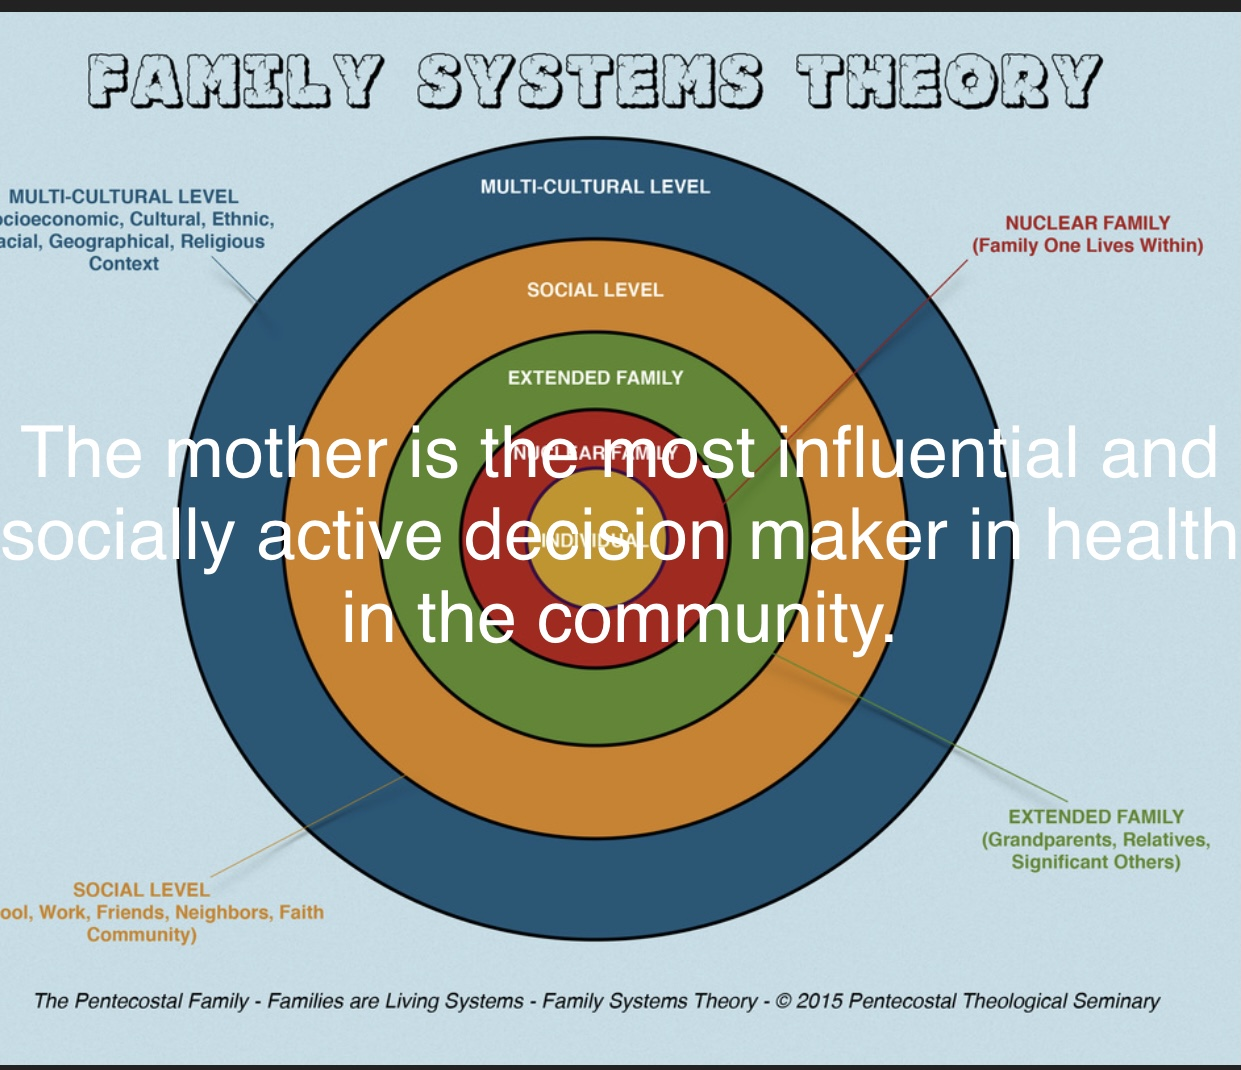 FAMILY SYSTEMS THEORY
MULTI-CULTURAL LEVEL
MULTI-CULTURAL LEVEL
Cultural, Ethnic,
Geographical, Religious
Context
NUCLEAR FAMILY
(Family One Lives Within)
SOCIAL LEVEL
EXTENDED FAMILY
NUCLEAR FAMILY
INDIVIDUAL
The mother is the most influential and
socially active decision maker in health
in the community.
EXTENDED FAMILY
(Grandparents, Relatives,
Significant Others)
SOCIAL LEVEL
Work, Friends, Neighbors, Faith
Community)
The Pentecostal Family - Families are Living Systems - Family Systems Theory - © 2015 Pentecostal Theological Seminary